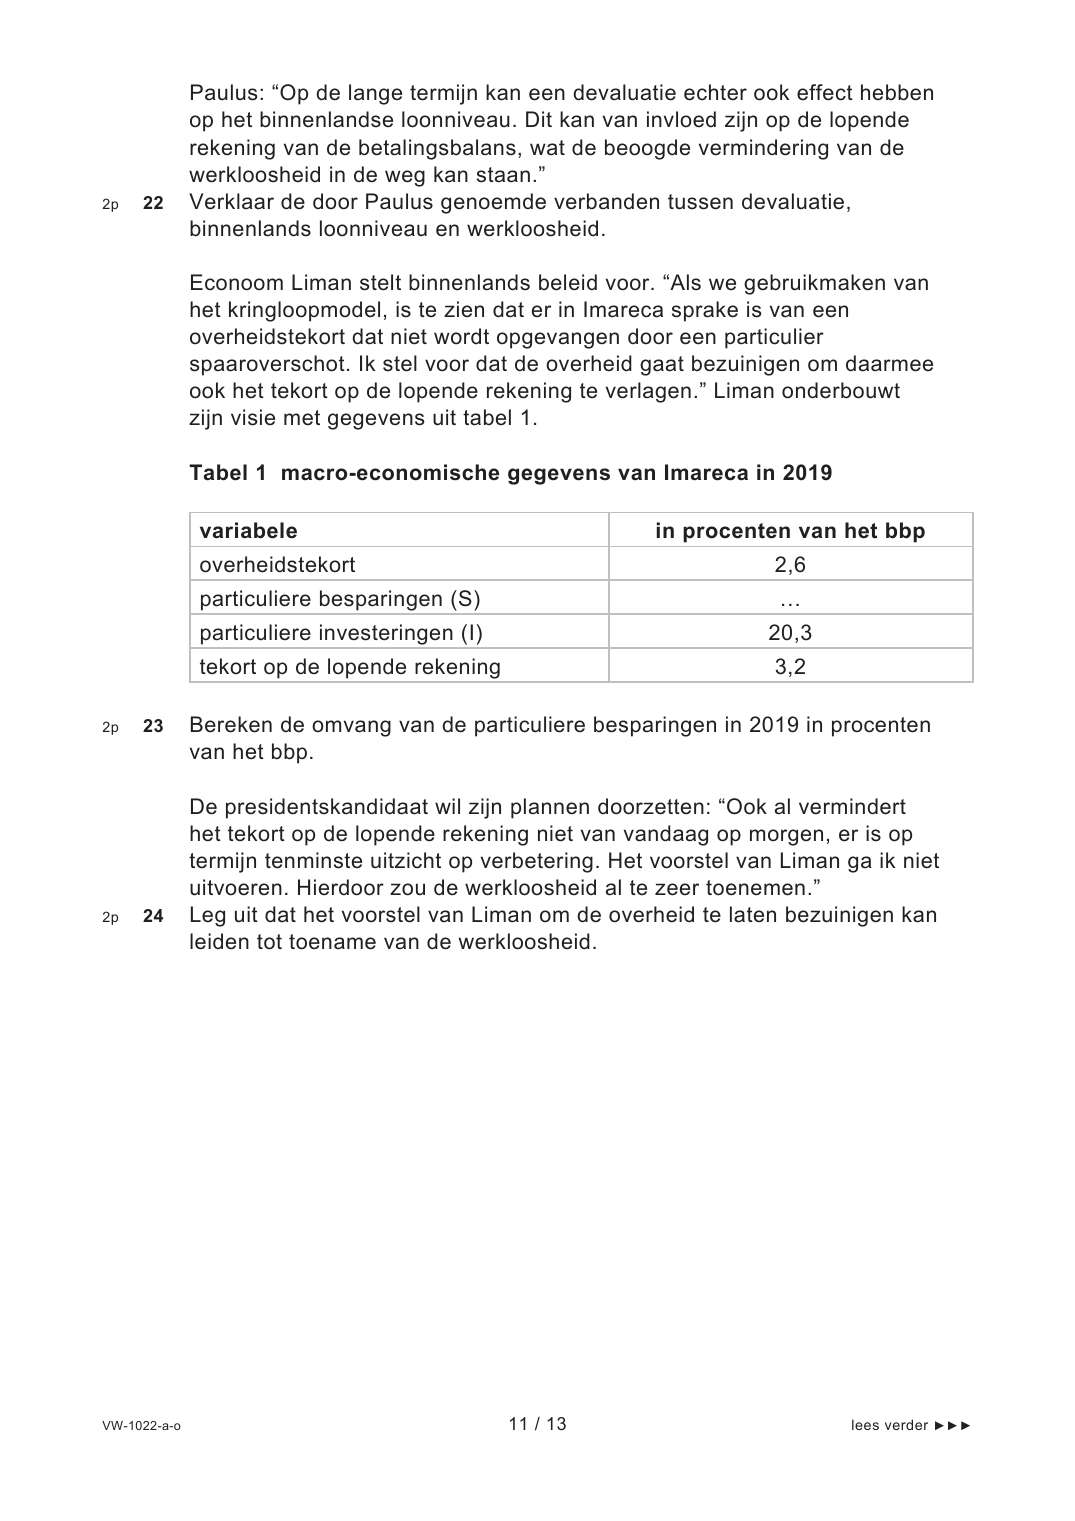 Paulus: “Op de lange termijn kan een devaluatie echter ook effect hebben
op het binnenlandse loonniveau. Dit kan van invloed zijn op de lopende
rekening van de betalingsbalans, wat de beoogde vermindering van de
werkloosheid in de weg kan staan.”
2p 22 Verklaar de door Paulus genoemde verbanden tussen devaluatie,
binnenlands loonniveau en werkloosheid.
Econoom Liman stelt binnenlands beleid voor. “Als we gebruikmaken van
het kringloopmodel, is te zien dat er in Imareca sprake is van een
overheidstekort dat niet wordt opgevangen door een particulier
spaaroverschot. Ik stel voor dat de overheid gaat bezuinigen om daarmee
ook het tekort op de lopende rekening te verlagen.” Liman onderbouwt
zijn visie met gegevens uit tabel 1.
Tabel 1 macro-economische gegevens van Imareca in 2019
variabele in procenten van het bbp
overheidstekort 2,6
particuliere besparingen (S) …
particuliere investeringen (I) 20,3
tekort op de lopende rekening 3,2
2p 23 Bereken de omvang van de particuliere besparingen in 2019 in procenten
van het bbp.
De presidentskandidaat wil zijn plannen doorzetten: “Ook al vermindert
het tekort op de lopende rekening niet van vandaag op morgen, er is op
termijn tenminste uitzicht op verbetering. Het voorstel van Liman ga ik niet
uitvoeren. Hierdoor zou de werkloosheid al te zeer toenemen.”
2p 24 Leg uit dat het voorstel van Liman om de overheid te laten bezuinigen kan
leiden tot toename van de werkloosheid.
VW-1022-a-o 11 / 13 lees verder ►►►